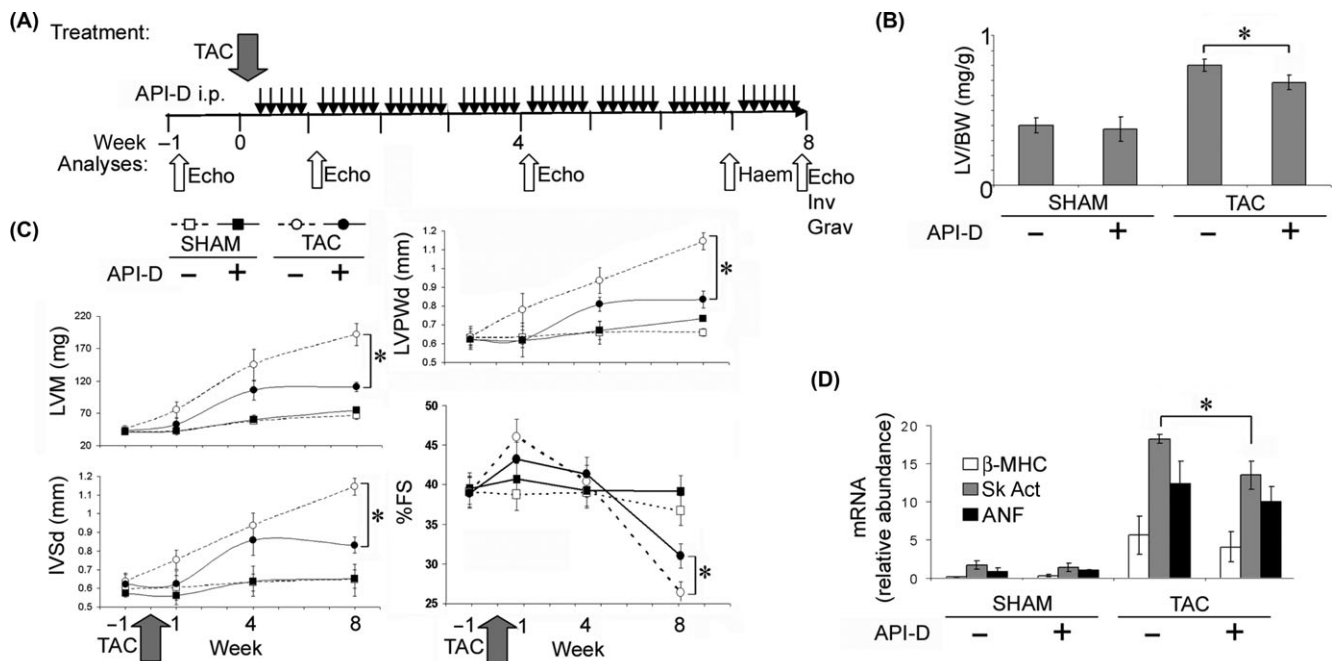 (A)
Treatment:
TAC
API-D i.p.
Week
−1 0 4 8
Analyses:
Echo Echo Echo Haem Echo
Inv
Grav
(B)
LV/BW (mg/g)
1
1
SHAM TAC
API-D − + − +
*
(C)
SHAM TAC
API-D − + − +
LVM (mg)
220
170
120
70
20
*
IVSd (mm)
1.2
1.1
1
0.9
0.8
0.7
0.6
0.5
*
−1 1 4 8
TAC Week
LVPWd (mm)
1.2
1.1
1
0.9
0.8
0.7
0.6
0.5
*
%FS
50
45
40
35
30
25
*
−1 1 4 8
TAC Week
(D)
mRNA
(relative abundance)
20
15
10
5
0
β-MHC
Sk Act
ANF
*
SHAM TAC
API-D − + − +